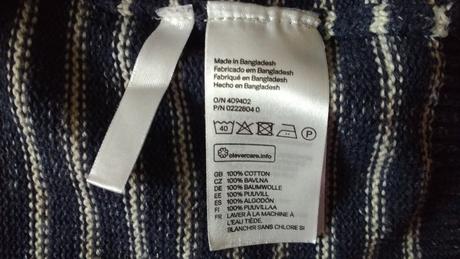 Made in Bangladesh
Fabricado em Bangladesh
Fabriqué en Bangladesh
Hecho en Bangladesh
O/N 409402
P/N 0222604 0
40
P
clevercare.info
GB 100% COTTON
CZ 100% BAVLNA
DE 100% BAUMWOLLE
EE 100% PUUVILL
ES 100% ALGODÓN
FI 100% PUUVILLAA
FR LAVER À LA MACHINE À
L'EAU TIÈDE.
BLANCHIR SANS CHLORE SI